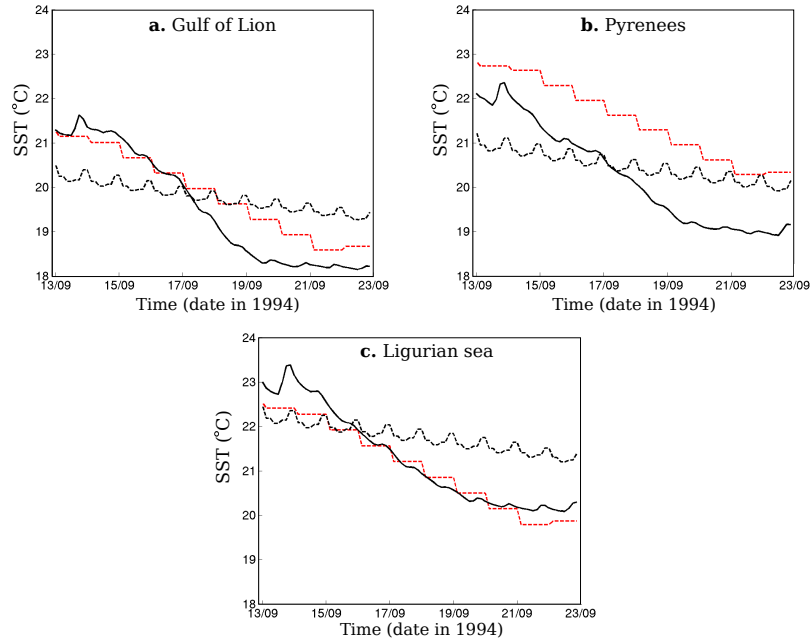 a. Gulf of Lion
24
23
22
21
20
19
18
SST (°C)
13/09 15/09 17/09 19/09 21/09 23/09
Time (date in 1994)
b. Pyrenees
24
23
22
21
20
19
18
SST (°C)
13/09 15/09 17/09 19/09 21/09 23/09
Time (date in 1994)
c. Ligurian sea
24
23
22
21
20
19
18
SST (°C)
13/09 15/09 17/09 19/09 21/09 23/09
Time (date in 1994)